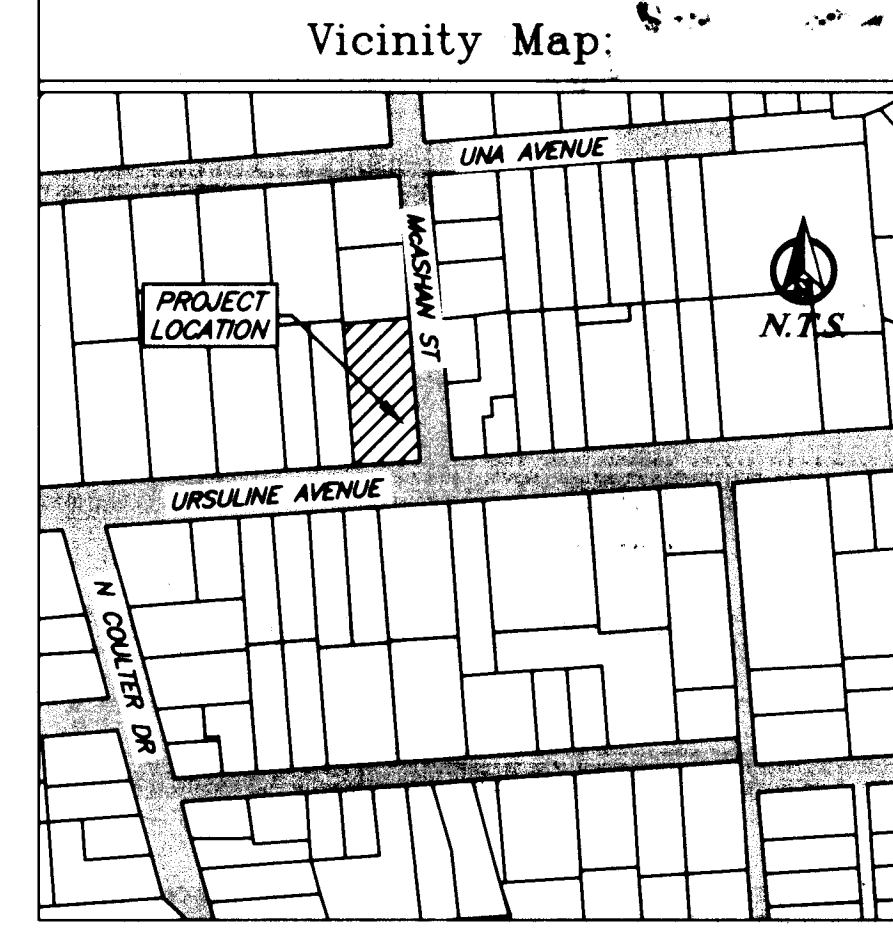 Vicinity Map:
UNA AVENUE
McASHAN ST
PROJECT
LOCATION
N.T.S.
URSULINE AVENUE
N COULTER DR